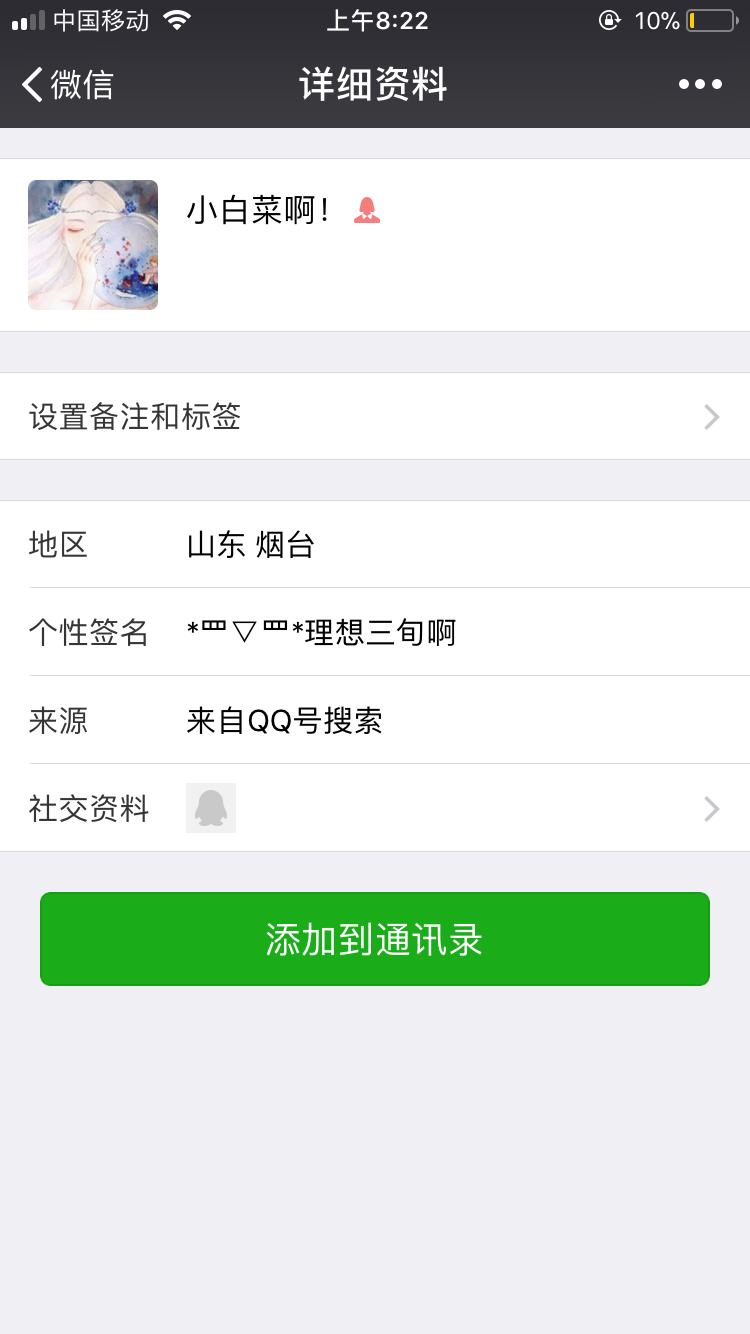 中国移动 上午8:22 10%
微信 详细资料
小白菜啊！
设置备注和标签
地区 山东 烟台
个性签名 *罒▽罒*理想三旬啊
来源 来自QQ号搜索
社交资料
添加到通讯录